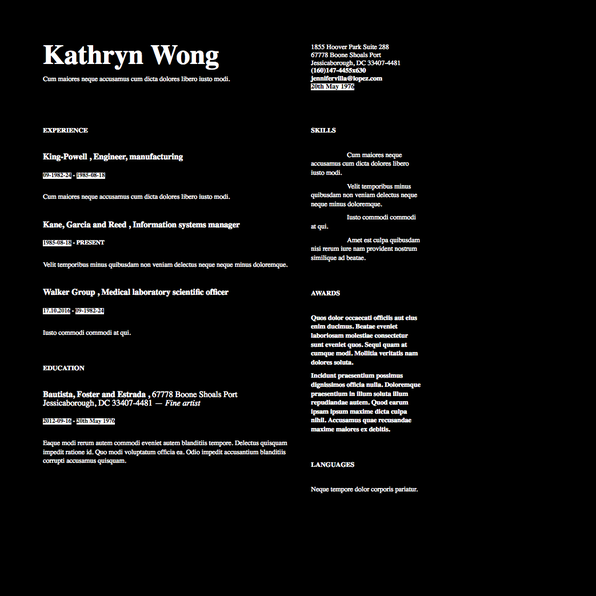 Kathryn Wong
Cum maiores neque accusamus cum dicta dolores libero iusto modi.
1855 Hoover Park Suite 288
67778 Boone Shoals Port
Jessicaborough, DC 33407-4481
(160)147-4455x630
jennifervilla@lopez.com
20th May 1976
EXPERIENCE
King-Powell , Engineer, manufacturing
09-1982-24 - 1985-08-18
Cum maiores neque accusamus cum dicta dolores libero iusto modi.
Kane, Garcia and Reed , Information systems manager
1985-08-18 - PRESENT
Velit temporibus minus quibusdam non veniam delectus neque neque minus doloremque.
Walker Group , Medical laboratory scientific officer
17.10.2016 - 09-1982-24
Iusto commodi commodi at qui.
EDUCATION
Bautista, Foster and Estrada , 67778 Boone Shoals Port
Jessicaborough, DC 33407-4481 — Fine artist
2012-09-16 - 20th May 1976
Eaque modi rerum autem commodi eveniet autem blanditiis tempore. Delectus quisquam
impedit ratione id. Quo modi voluptatum officia ea. Odio impedit accusantium blanditiis
corrupti accusamus quisquam.
SKILLS
Cum maiores neque
accusamus cum dicta dolores libero
iusto modi.
Velit temporibus minus
quibusdam non veniam delectus neque
neque minus doloremque.
Iusto commodi commodi
at qui.
Amet est culpa quibusdam
nisi rerum iure nam provident nostrum
similique ad beatae.
AWARDS
Quos dolor occaecati officiis aut eius
enim ducimus. Beatae eveniet
laboriosam molestiae consectetur
sunt eveniet quos. Sequi quam at
cumque modi. Mollitia veritatis nam
dolores soluta.
Incidunt praesentium possimus
dignissimos officia nulla. Doloremque
praesentium in illum soluta illum
repudiandae autem. Quod earum
ipsam ipsum maxime dicta culpa
nihil. Accusamus quae recusandae
maxime maiores ex debitis.
LANGUAGES
Neque tempore dolor corporis pariatur.